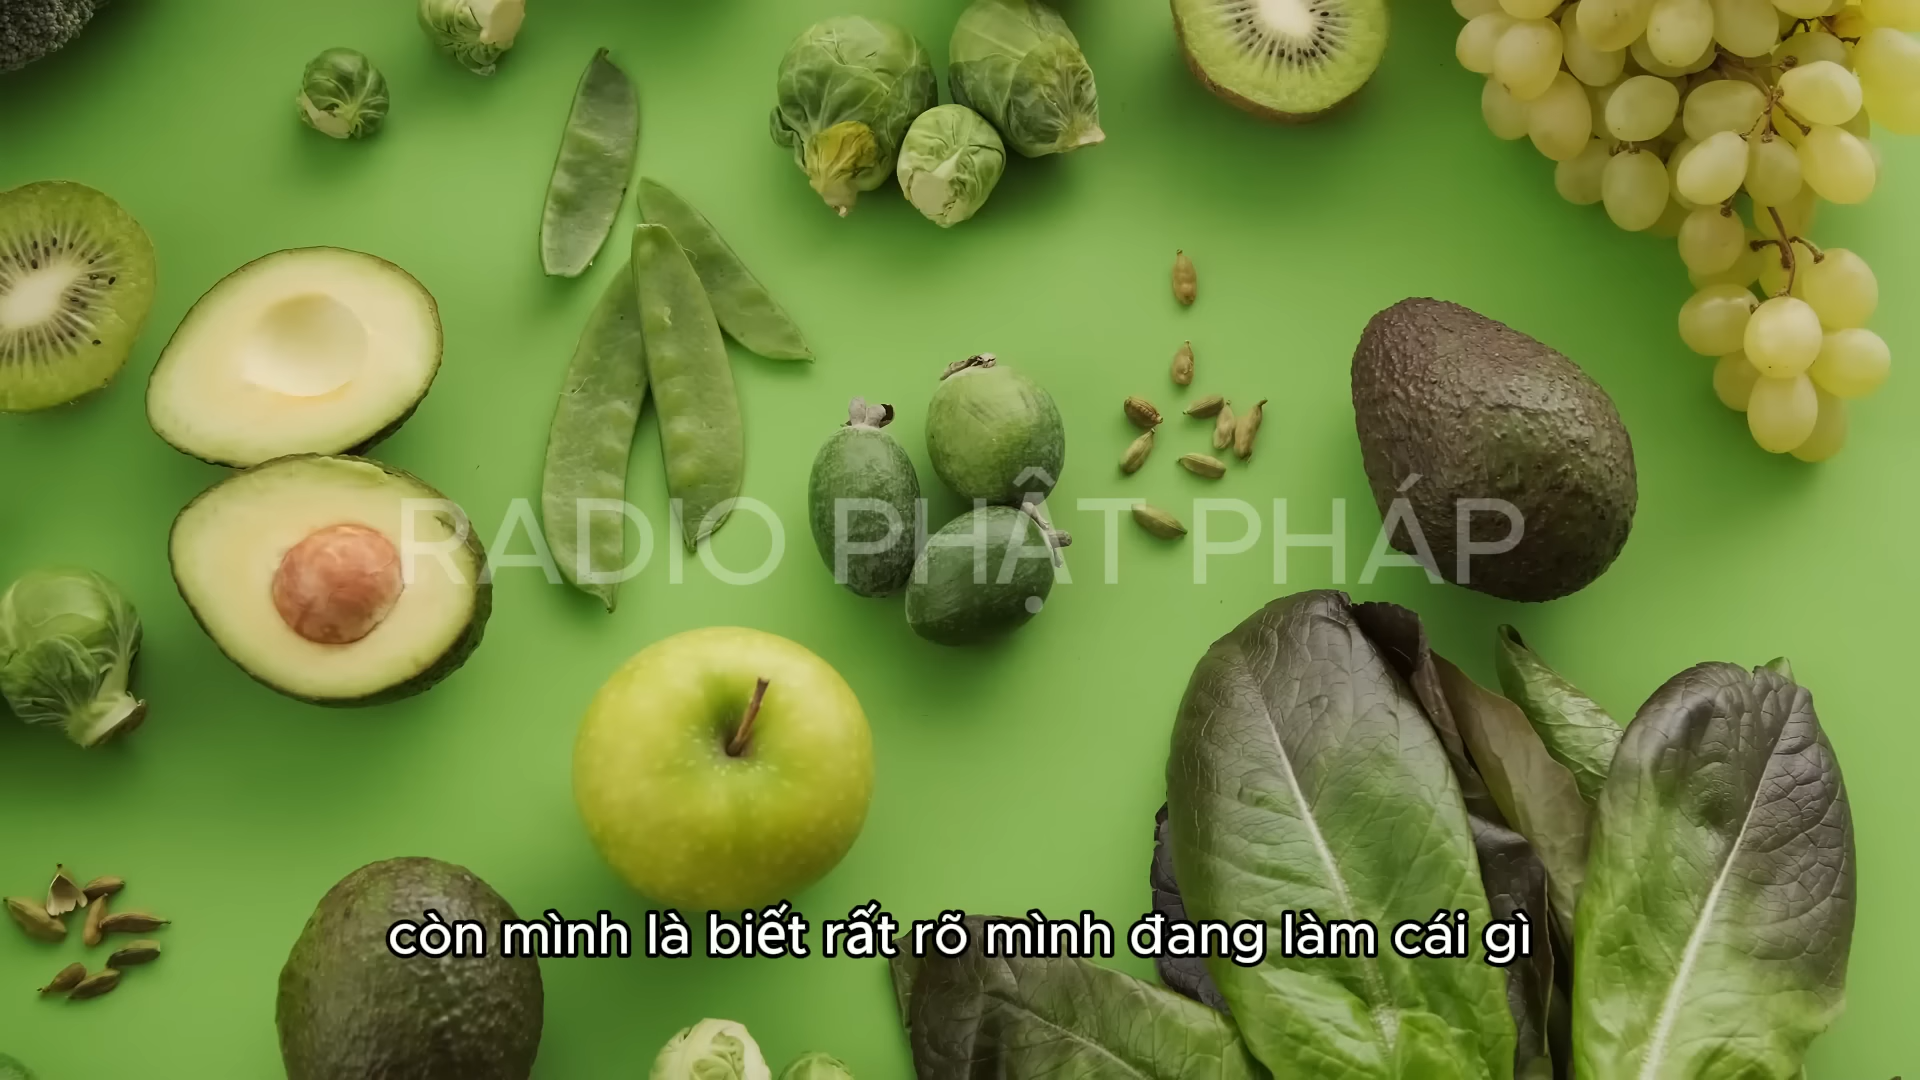 RADIO PHẬT PHÁP
còn mình là biết rất rõ mình đang làm cái gì